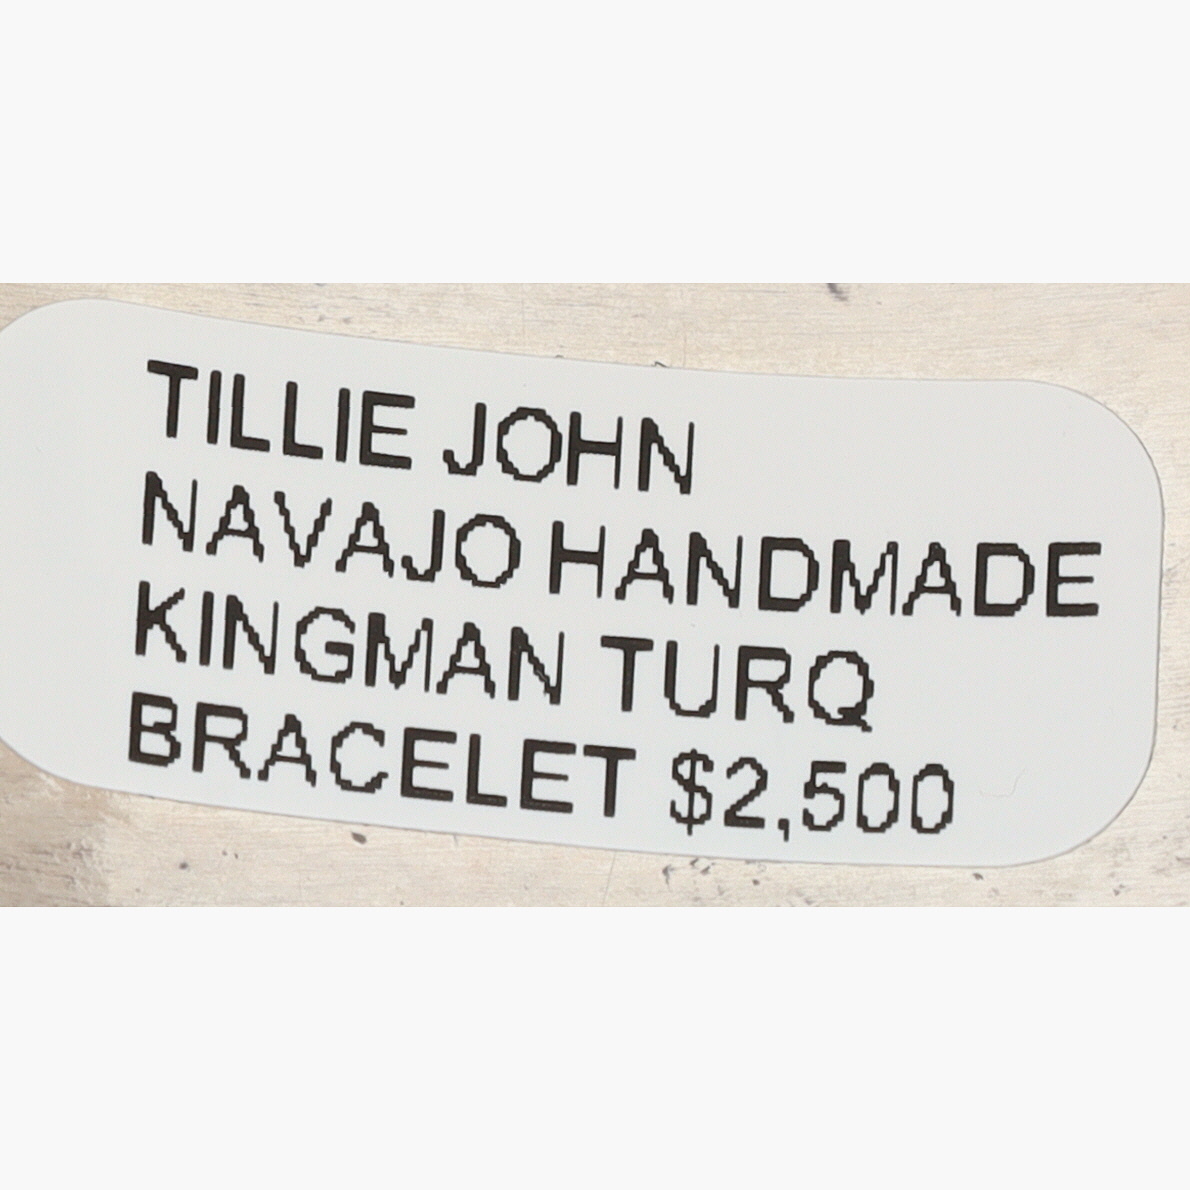 TILLIE JOHN
NAVAJO HANDMADE
KINGMAN TURQ
BRACELET $2,500